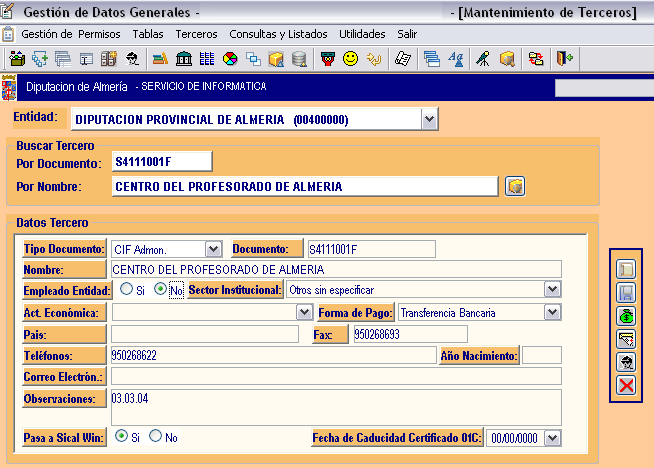 Gestión de Datos Generales -   - [Mantenimiento de Terceros]
Gestión de Permisos Tablas Terceros Consultas y Listados Utilidades Salir
Diputacion de Almería - SERVICIO DE INFORMATICA
Entidad: DIPUTACION PROVINCIAL DE ALMERIA (00400000)
Buscar Tercero
Por Documento: S4111001F
Por Nombre: CENTRO DEL PROFESORADO DE ALMERIA
Datos Tercero
Tipo Documento: CIF Admon. Documento: S4111001F
Nombre: CENTRO DEL PROFESORADO DE ALMERIA
Empleado Entidad: Si No Sector Institucional: Otros sin especificar
Act. Económica: Forma de Pago: Transferencia Bancaria
Pais: Fax: 950268693
Teléfonos: 950268622 Año Nacimiento:
Correo Electrón.:
Observaciones: 03.03.04
Pasa a Sical Win: Si No Fecha de Caducidad Certificado 01C: 00/00/0000